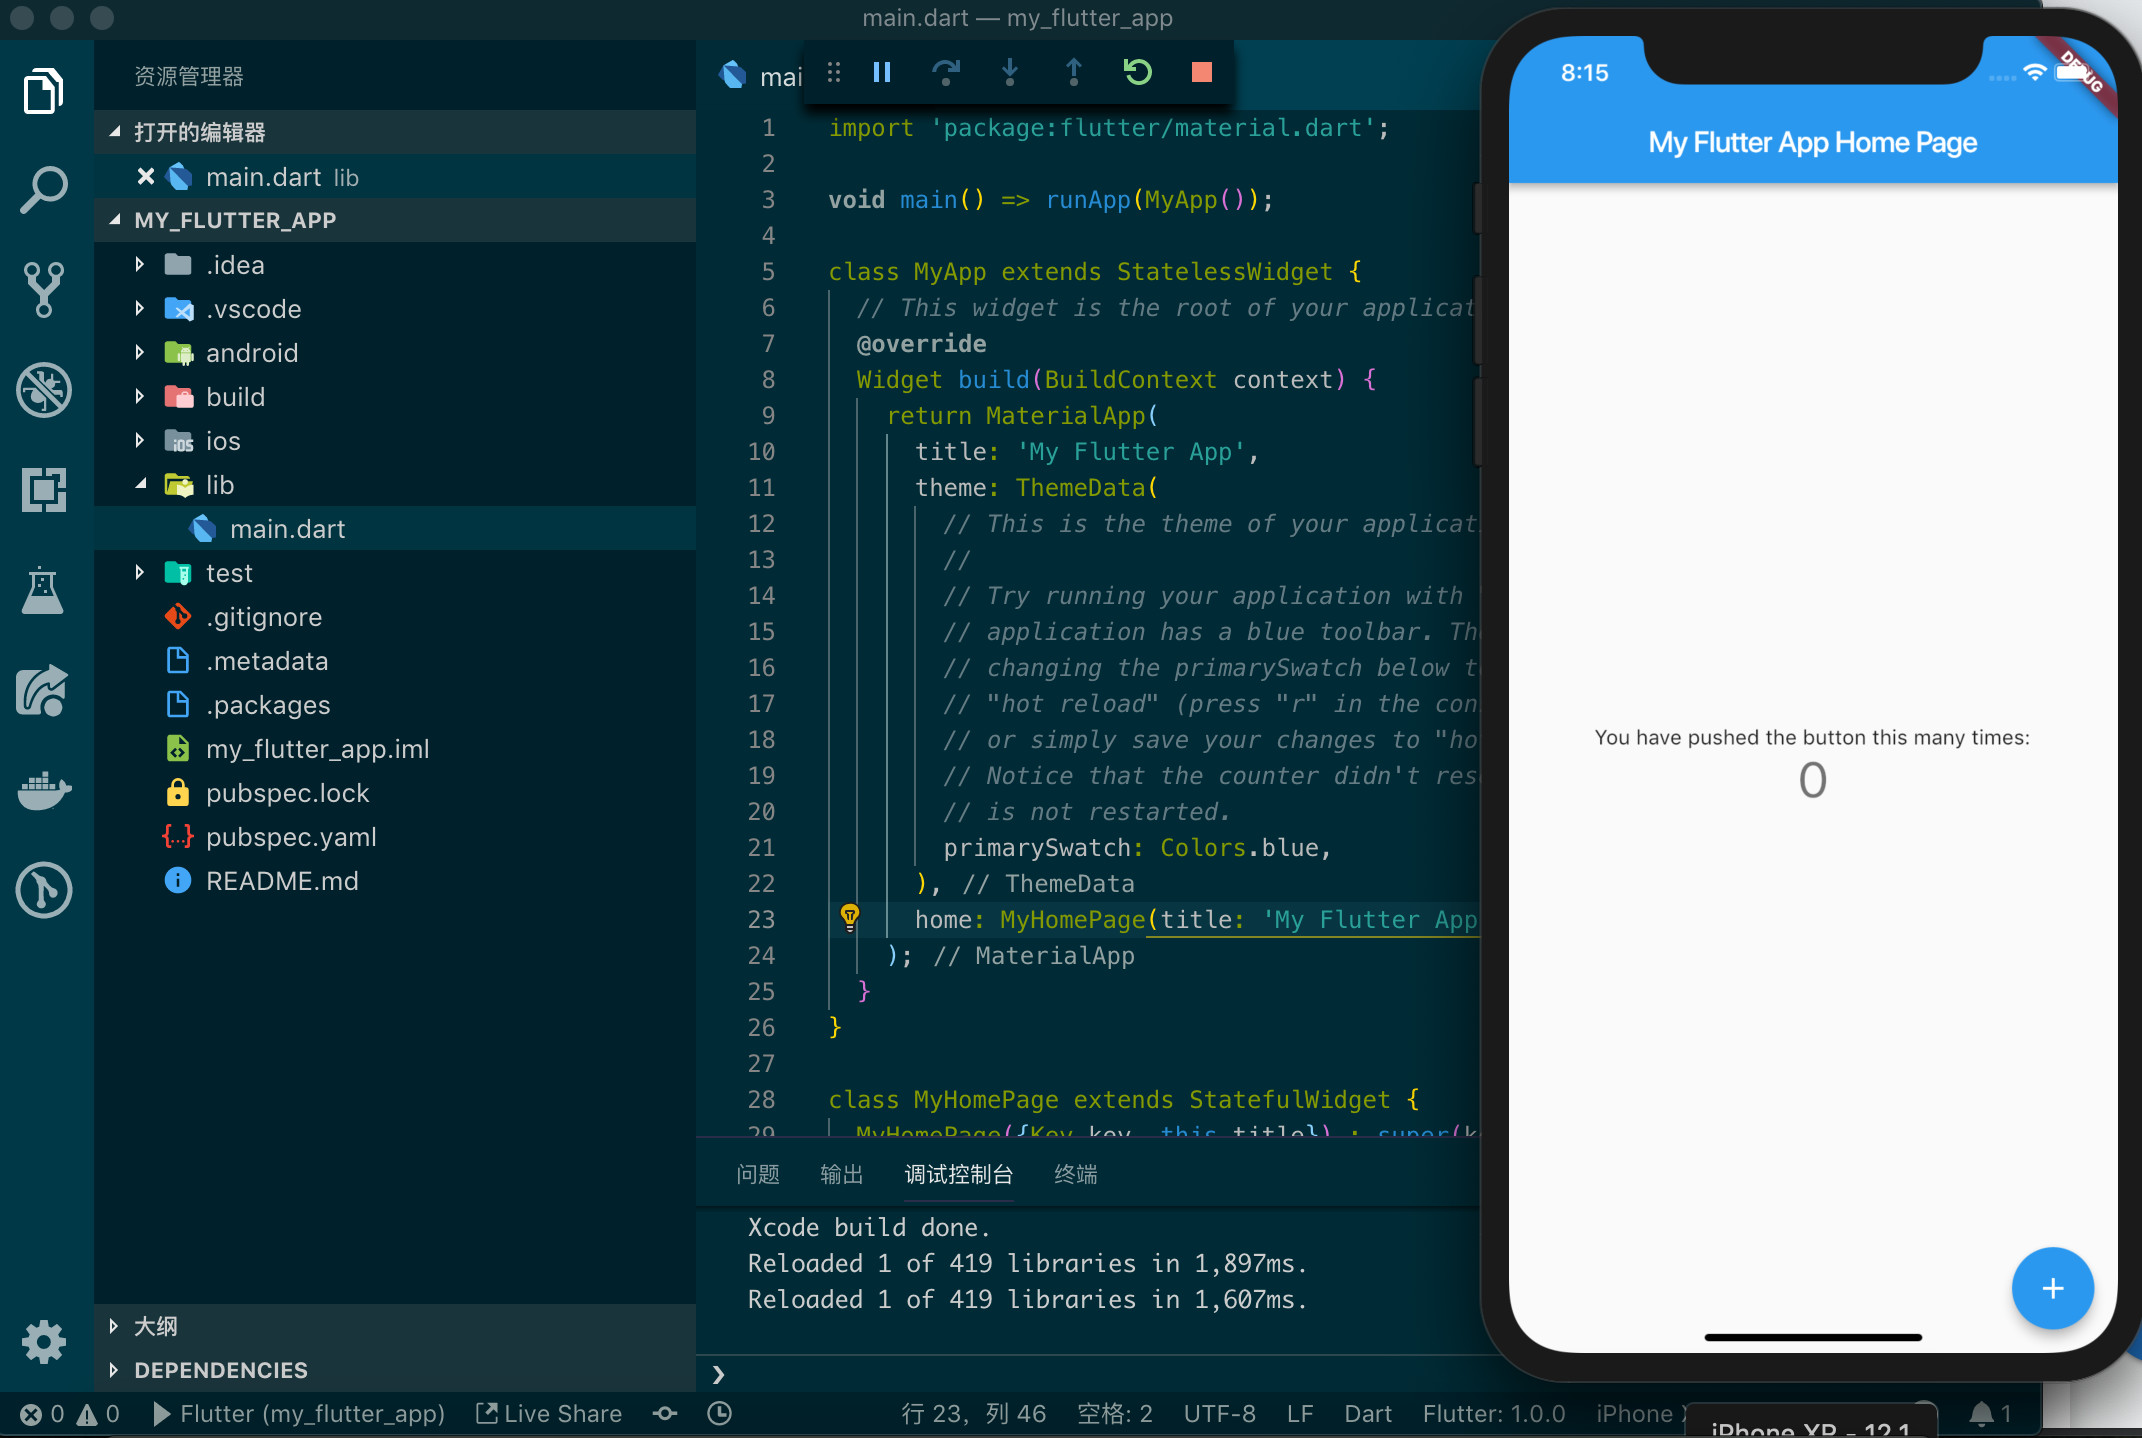 main.dart — my_flutter_app
资源管理器
打开的编辑器
main.dart lib
MY_FLUTTER_APP
.idea
.vscode
android
build
ios
lib
main.dart
test
.gitignore
.metadata
.packages
my_flutter_app.iml
pubspec.lock
pubspec.yaml
README.md
大纲
DEPENDENCIES
mai
1 import 'package:flutter/material.dart';
2
3 void main() => runApp(MyApp());
4
5 class MyApp extends StatelessWidget {
6 // This widget is the root of your applicat
7 @override
8 Widget build(BuildContext context) {
9 return MaterialApp(
10 title: 'My Flutter App',
11 theme: ThemeData(
12 // This is the theme of your applicat
13 //
14 // Try running your application with
15 // application has a blue toolbar. Th
16 // changing the primarySwatch below t
17 // "hot reload" (press "r" in the con
18 // or simply save your changes to "ho
19 // Notice that the counter didn't res
20 // is not restarted.
21 primarySwatch: Colors.blue,
22 ), // ThemeData
23 home: MyHomePage(title: 'My Flutter App
24 ); // MaterialApp
25 }
26 }
27
28 class MyHomePage extends StatefulWidget {
29 MyHomePage({Key key, this.title}) : super(k
问题 输出 调试控制台 终端
Xcode build done.
Reloaded 1 of 419 libraries in 1,897ms.
Reloaded 1 of 419 libraries in 1,607ms.
❯
8:15
DEBUG
My Flutter App Home Page
You have pushed the button this many times:
0
+
0 0 Flutter (my_flutter_app) Live Share 行 23，列 46 空格: 2 UTF-8 LF Dart Flutter: 1.0.0 iPhone 1
iPhone XR - 12.1